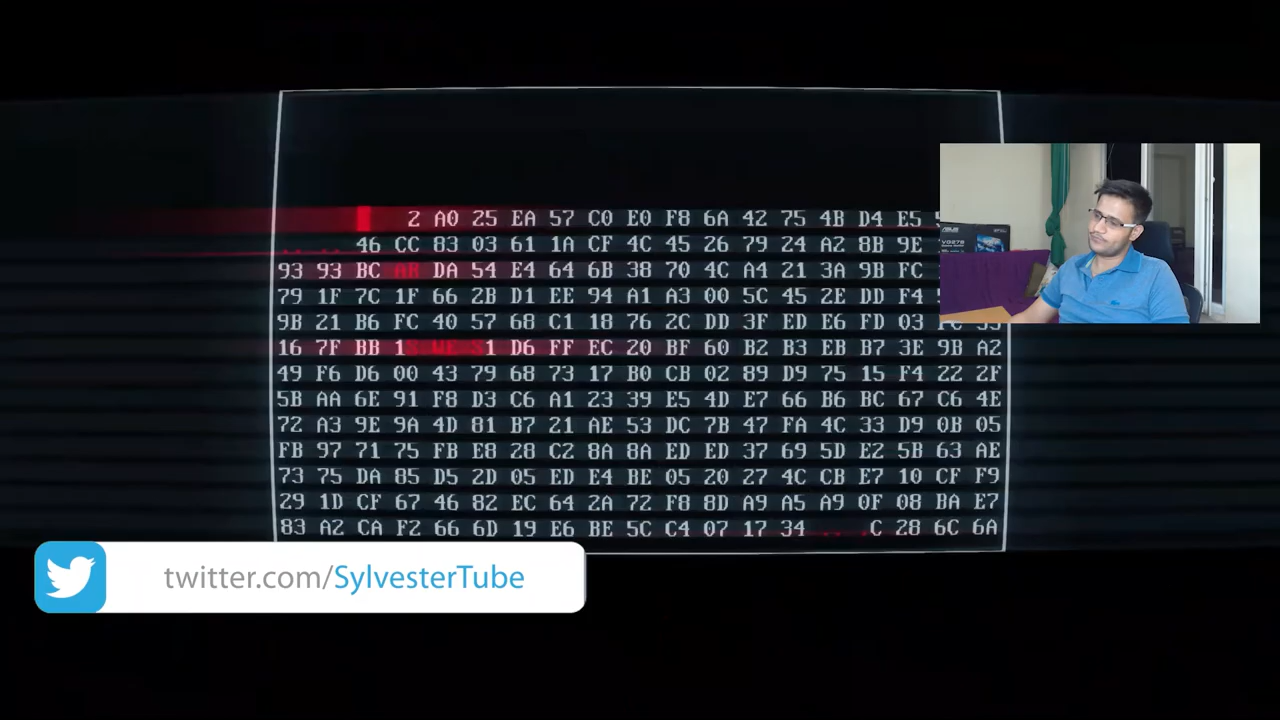 2 A0 25 EA 57 C0 E0 F8 6A 42 75 4B D4 E5
46 CC 83 03 61 1A CF 4C 45 26 79 24 A2 8B 9E
93 93 BC DA 54 E4 64 6B 38 70 4C A4 21 3A 9B FC
79 1F 7C 1F 66 2B D1 EE 94 A1 A3 00 5C 45 2E DD F4
9B 21 B6 FC 40 57 68 C1 18 76 2C DD 3F ED E6 FD 03
16 7F BB 1 1 D6 FF EC 20 BF 60 B2 B3 EB B7 3E 9B A2
49 F6 D6 00 43 79 68 73 17 B0 CB 02 89 D9 75 15 F4 22 2F
5B AA 6E 91 F8 D3 C6 A1 23 39 E5 4D E7 66 B6 BC 67 C6 4E
72 A3 9E 9A 4D 81 B7 21 AE 53 DC 7B 47 FA 4C 33 D9 0B 05
FB 97 71 75 FB E8 28 C2 8A 8A ED ED 37 69 5D E2 5B 63 AE
73 75 DA 85 D5 2D 05 ED E4 BE 05 20 27 4C CB E7 10 CF F9
29 1D CF 67 46 82 EC 64 2A 72 F8 8D A9 A5 A9 0F 08 BA E7
83 A2 CA F2 66 6D 19 E6 BE 5C C4 07 17 34 C 28 6C 6A
ASUS
twitter.com/SylvesterTube